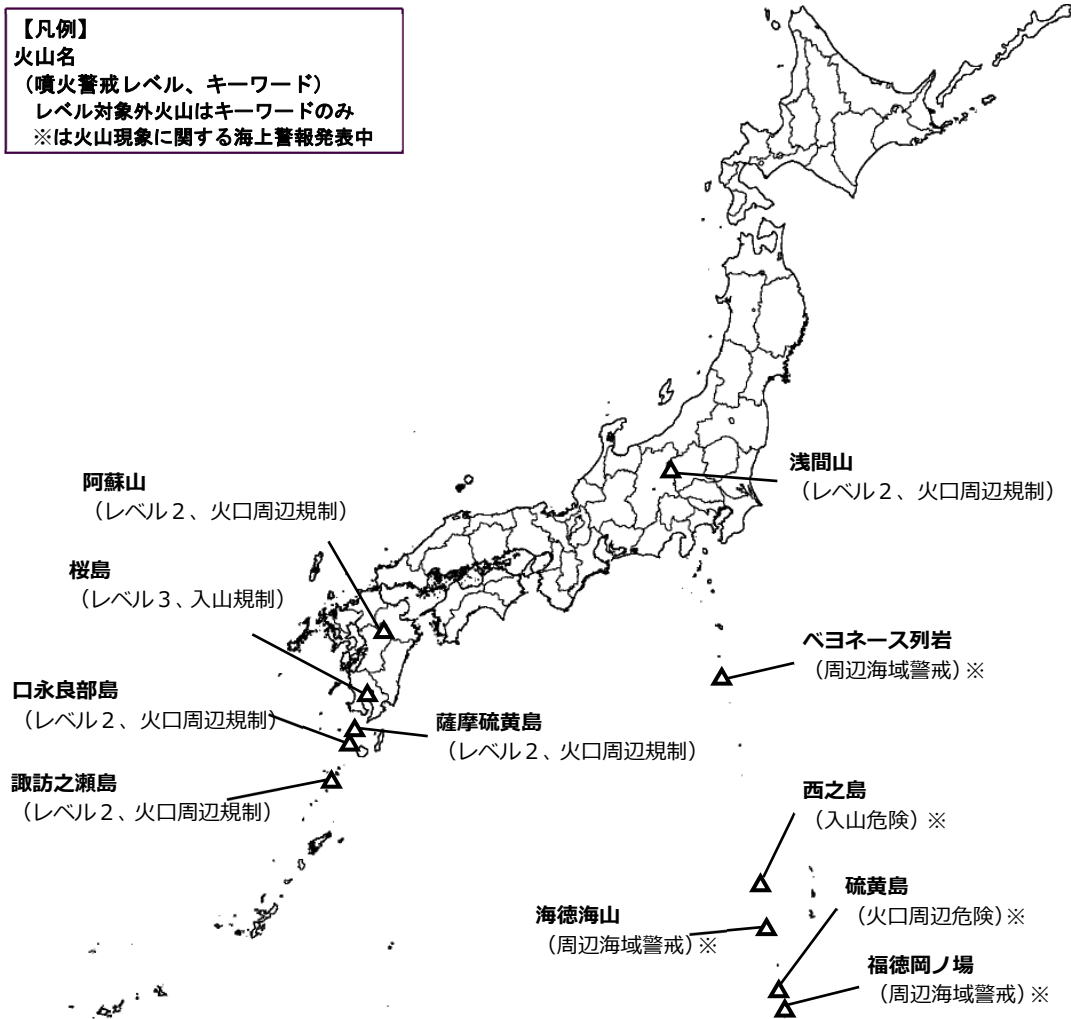 【凡例】
火山名
（噴火警戒レベル、キーワード）
レベル対象外火山はキーワードのみ
※は火山現象に関する海上警報発表中
阿蘇山
（レベル２、火口周辺規制）
桜島
（レベル３、入山規制）
口永良部島
（レベル２、火口周辺規制）
諏訪之瀬島
（レベル２、火口周辺規制）
薩摩硫黄島
（レベル２、火口周辺規制）
浅間山
（レベル２、火口周辺規制）
ベヨネース列岩
（周辺海域警戒）※
西之島
（入山危険）※
硫黄島
（火口周辺危険）※
海徳海山
（周辺海域警戒）※
福徳岡ノ場
（周辺海域警戒）※